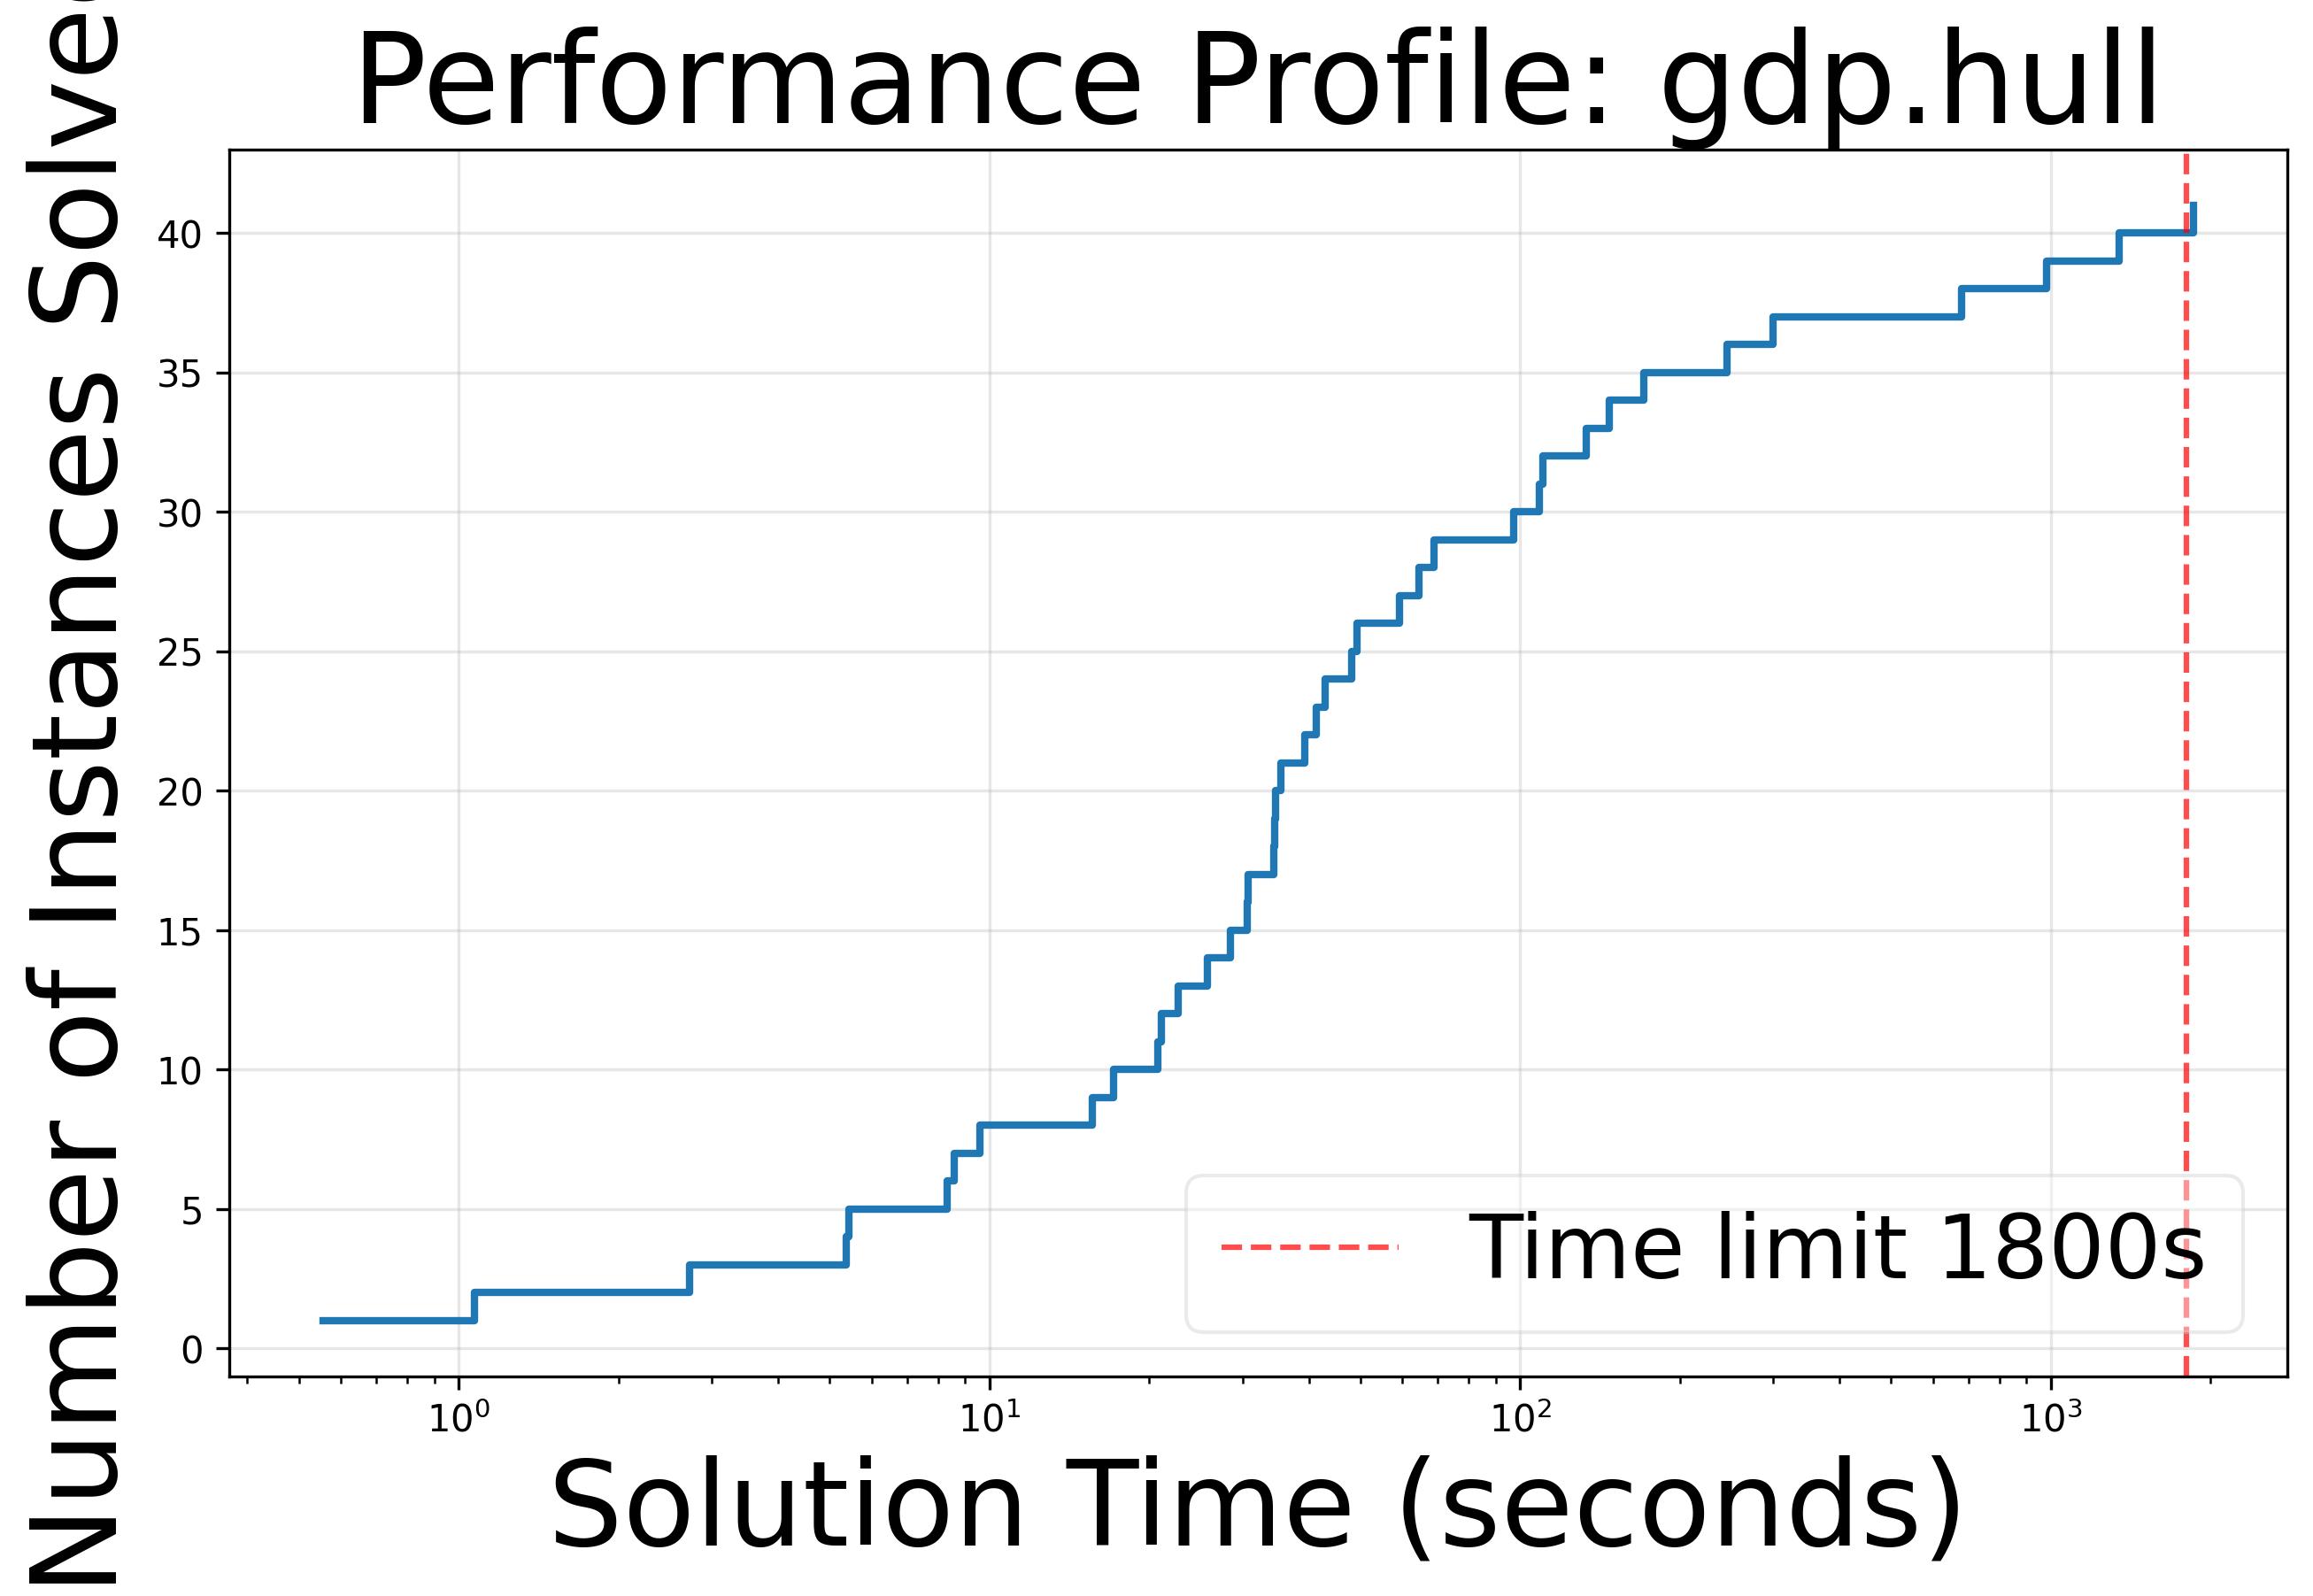 Performance Profile: gdp.hull
Number of Instances Solve
40
35
30
25
20
15
10
5
0
Time limit 1800s
10⁰ 10¹ 10² 10³
Solution Time (seconds)